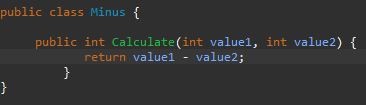 public class Minus {
public int Calculate(int value1, int value2) {
return value1 - value2;
}
}